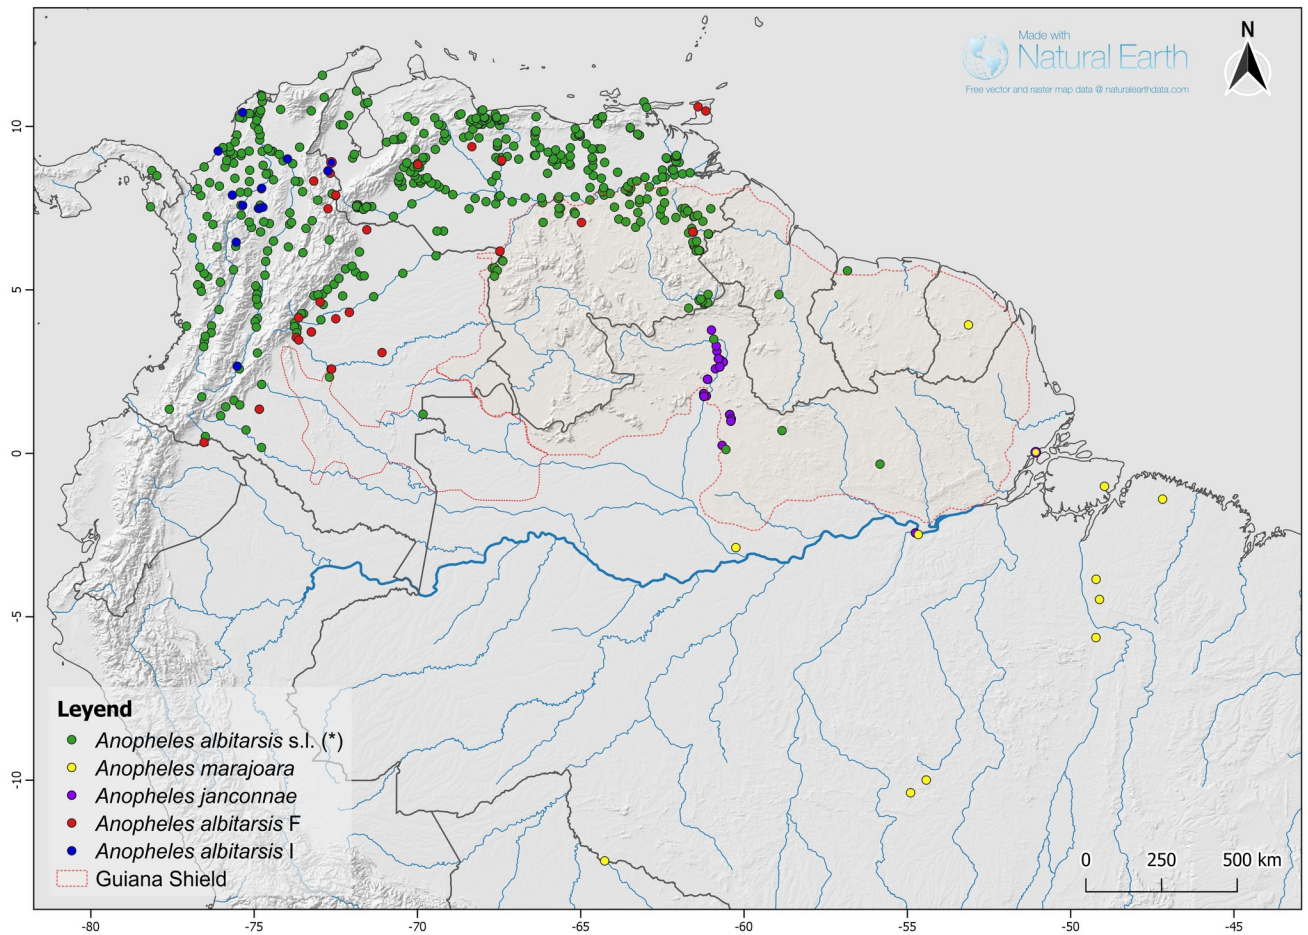 Made with
Natural Earth
Free vector and raster map data @ naturalearthdata.com
N
10
5
0
-5
-10
Leyend
Anopheles albitarsis s.l. (*)
Anopheles marajoara
Anopheles janconnae
Anopheles albitarsis F
Anopheles albitarsis I
Guiana Shield
0 250 500 km
-80 -75 -70 -65 -60 -55 -50 -45